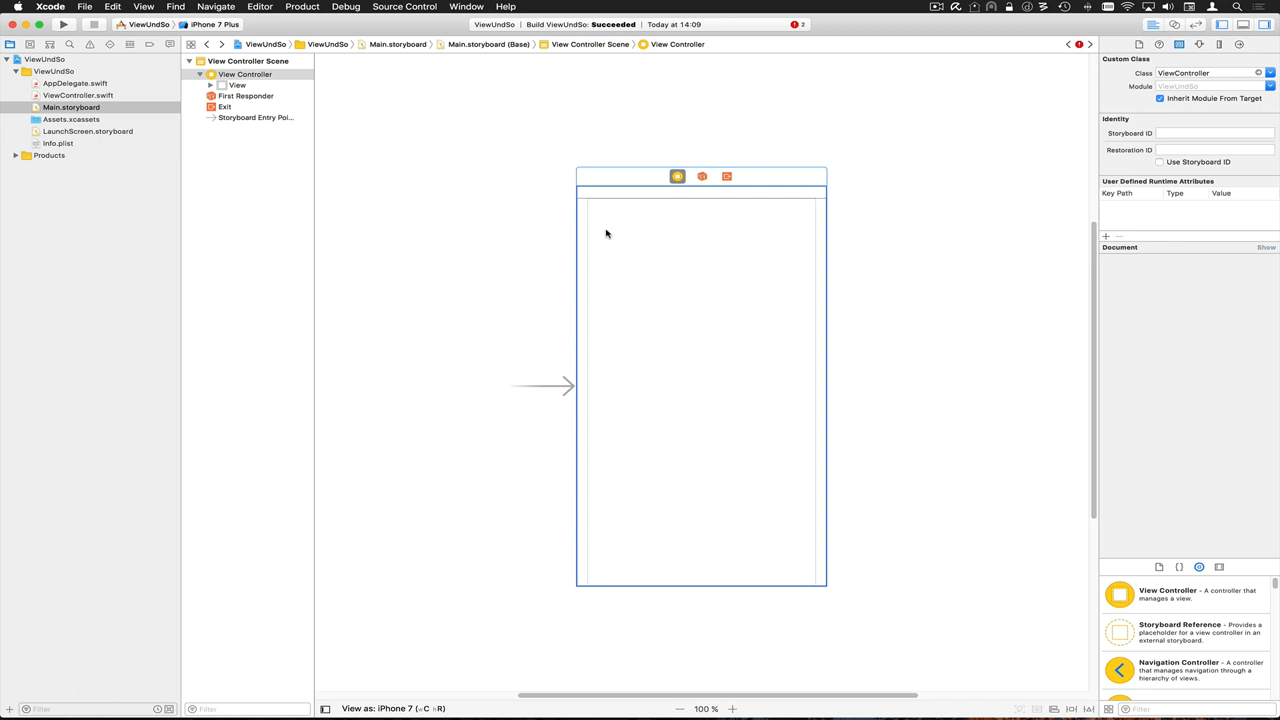 Xcode File Edit View Find Navigate Editor Product Debug Source Control Window Help
ViewUndSo iPhone 7 Plus
ViewUndSo | Build ViewUndSo: Succeeded | Today at 14:09
2
ViewUndSo
ViewUndSo
AppDelegate.swift
ViewController.swift
Main.storyboard
Assets.xcassets
LaunchScreen.storyboard
Info.plist
Products
Filter
ViewUndSo ViewUndSo Main.storyboard Main.storyboard (Base) View Controller Scene View Controller
View Controller Scene
View Controller
View
First Responder
Exit
Storyboard Entry Poi...
Filter
View as: iPhone 7 (wC hR)
100 %
Custom Class
Class ViewController
Module ViewUndSo
Inherit Module From Target
Identity
Storyboard ID
Restoration ID
Use Storyboard ID
User Defined Runtime Attributes
Key Path Type Value
Document Show
View Controller - A controller that
manages a view.
Storyboard Reference - Provides a
placeholder for a view controller in an
external storyboard.
Navigation Controller - A controller
that manages navigation through a
hierarchy of views.
Filter